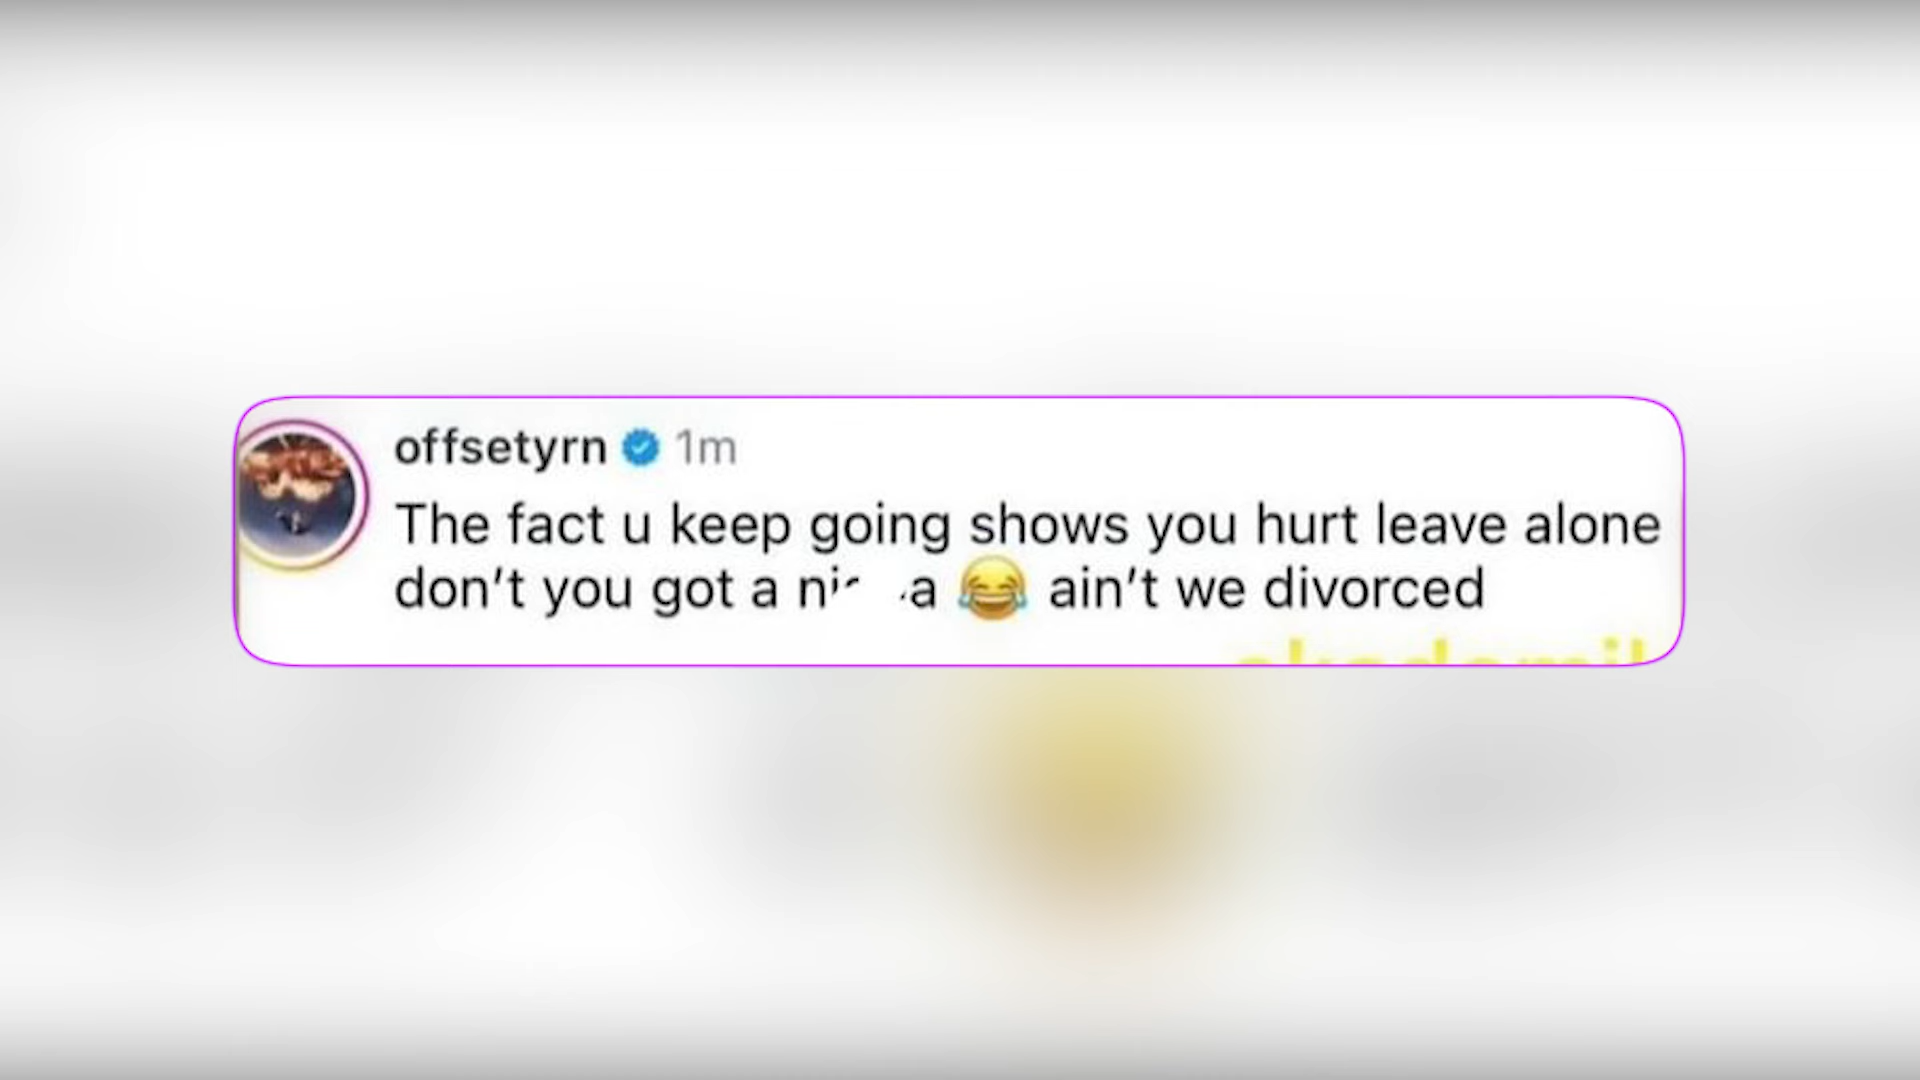 offsetyrn 1m
The fact u keep going shows you hurt leave alone
don't you got a 😂 ain't we divorced